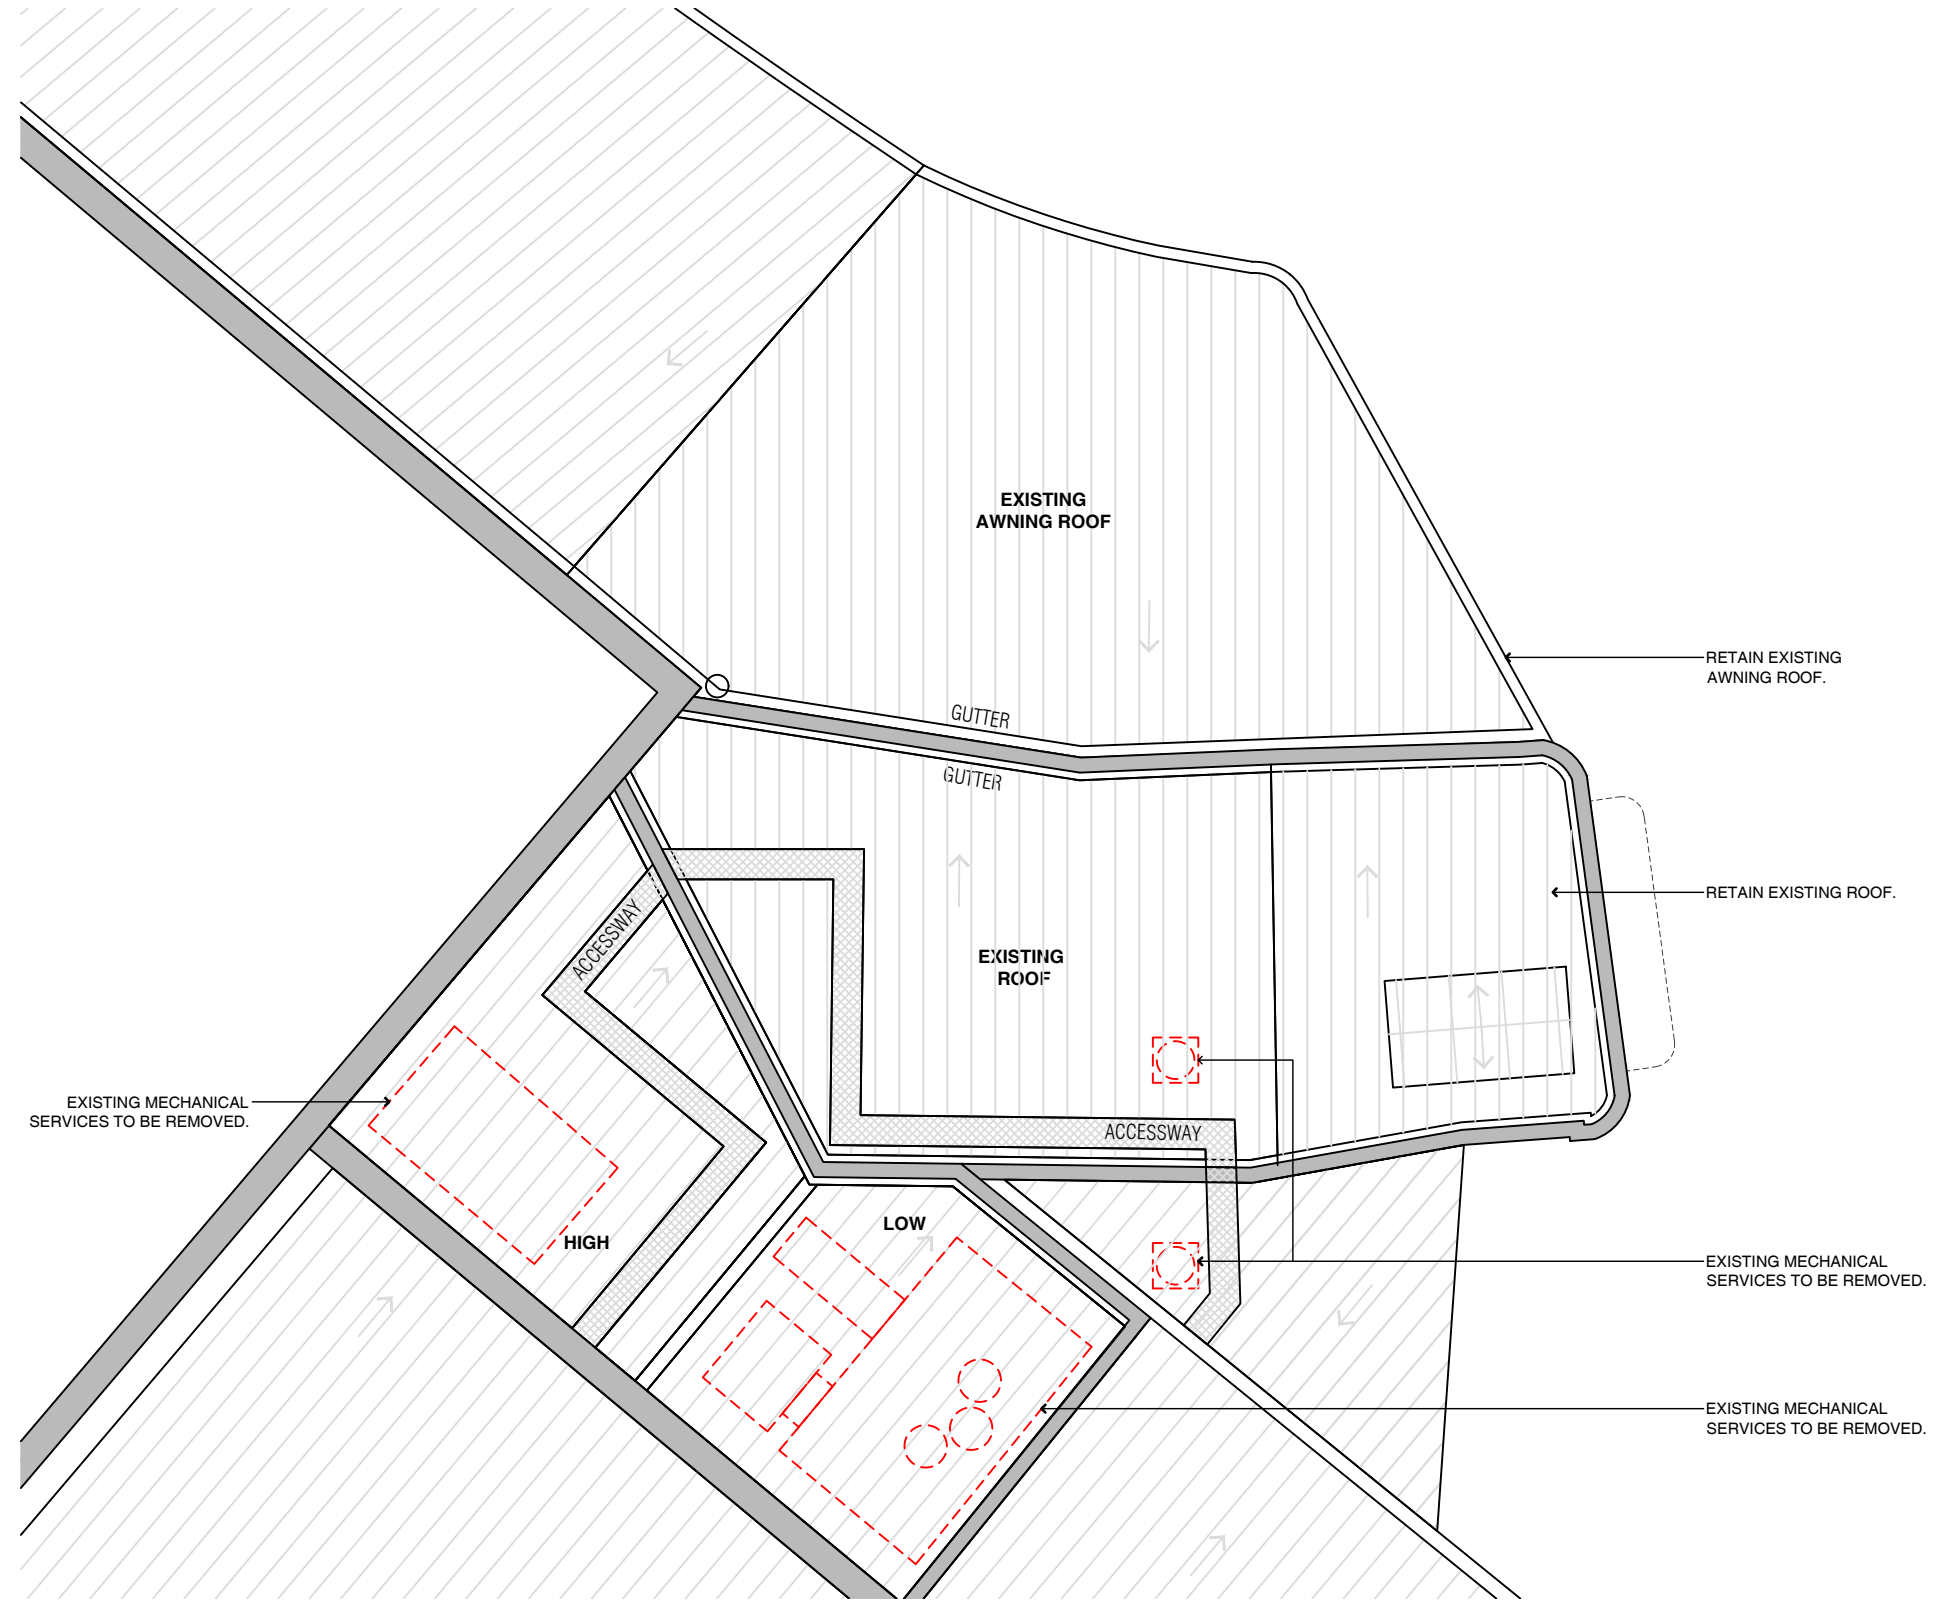 EXISTING
AWNING ROOF
RETAIN EXISTING
AWNING ROOF.
GUTTER
GUTTER
RETAIN EXISTING ROOF.
ACCESSWAY
EXISTING
ROOF
EXISTING MECHANICAL
SERVICES TO BE REMOVED.
ACCESSWAY
LOW
HIGH
EXISTING MECHANICAL
SERVICES TO BE REMOVED.
EXISTING MECHANICAL
SERVICES TO BE REMOVED.